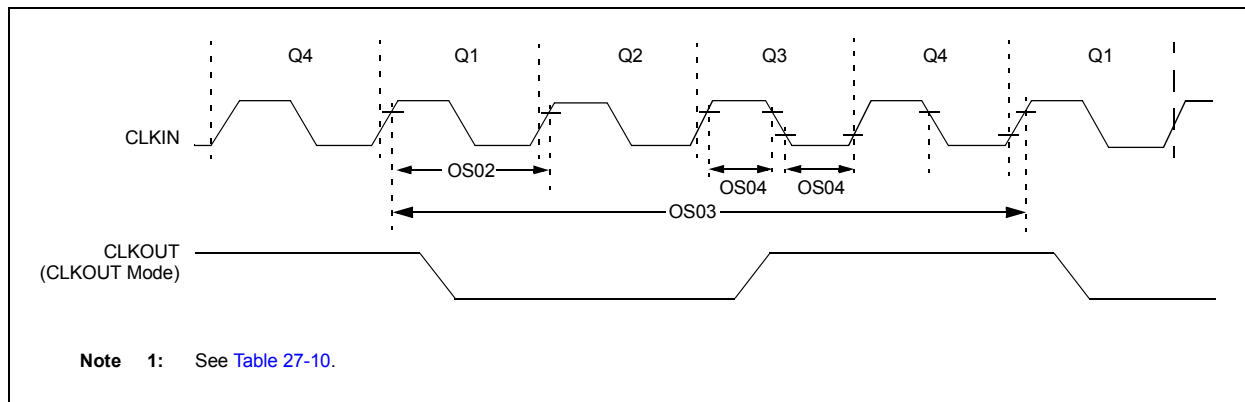 Q4 Q1 Q2 Q3 Q4 Q1
CLKIN
OS02
OS04 OS04
OS03
CLKOUT
(CLKOUT Mode)
Note 1: See Table 27-10.